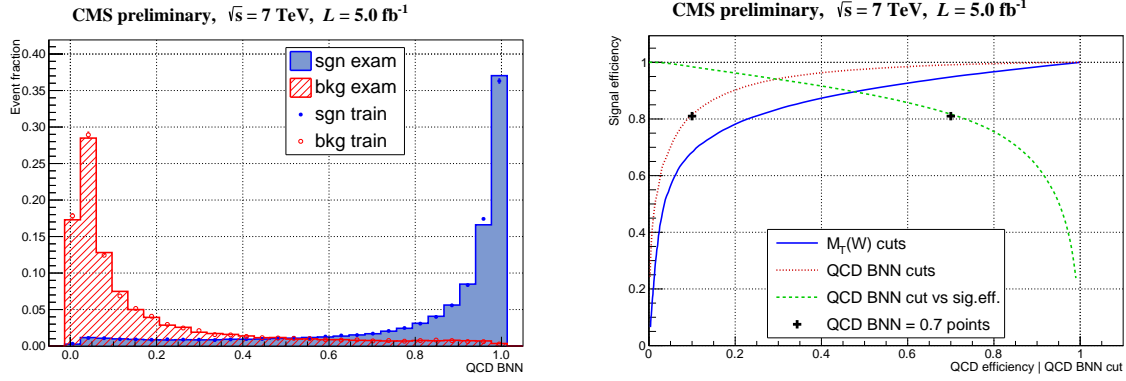 CMS preliminary, √s = 7 TeV, L = 5.0 fb-1
Event fraction
0.40
0.35
0.30
0.25
0.20
0.15
0.10
0.05
0.00
sgn exam
bkg exam
sgn train
bkg train
0.0 0.2 0.4 0.6 0.8 1.0
QCD BNN
CMS preliminary, √s = 7 TeV, L = 5.0 fb-1
Signal efficiency
1
0.8
0.6
0.4
0.2
0
MT(W) cuts
QCD BNN cuts
QCD BNN cut vs sig.eff.
QCD BNN = 0.7 points
0 0.2 0.4 0.6 0.8 1
QCD efficiency | QCD BNN cut